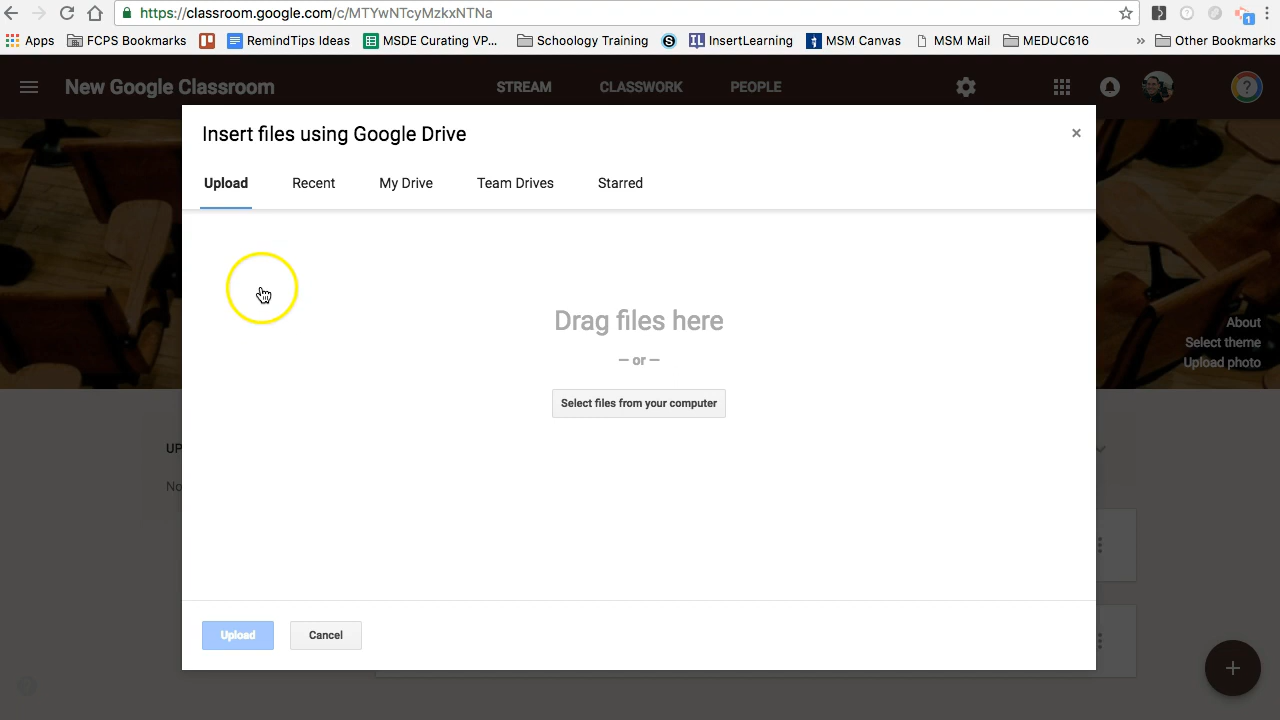 https://classroom.google.com/c/MTYwNTcyMzkxNTNa
Apps FCPS Bookmarks RemindTips Ideas MSDE Curating VP... Schoology Training S IL InsertLearning MSM Canvas MSM Mail MEDUC616 » Other Bookmarks
New Google Classroom STREAM CLASSWORK PEOPLE
Insert files using Google Drive
Upload Recent My Drive Team Drives Starred
Drag files here
— or —
Select files from your computer
About
Select theme
Upload photo
UP
No
Upload Cancel